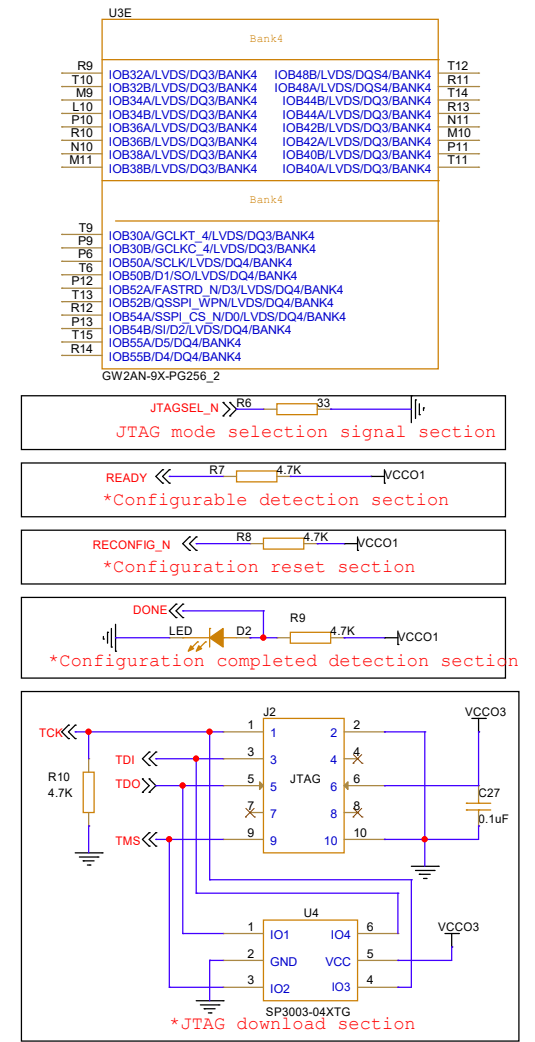 U3E
Bank4
R9 IOB32A/LVDS/DQ3/BANK4 IOB48B/LVDS/DQS4/BANK4 T12
T10 IOB32B/LVDS/DQ3/BANK4 IOB48A/LVDS/DQS4/BANK4 R11
M9 IOB34A/LVDS/DQ3/BANK4 IOB44B/LVDS/DQ3/BANK4 T14
L10 IOB34B/LVDS/DQ3/BANK4 IOB44A/LVDS/DQ3/BANK4 R13
P10 IOB36A/LVDS/DQ3/BANK4 IOB42B/LVDS/DQ3/BANK4 N11
R10 IOB36B/LVDS/DQ3/BANK4 IOB42A/LVDS/DQ3/BANK4 M10
N10 IOB38A/LVDS/DQ3/BANK4 IOB40B/LVDS/DQ3/BANK4 P11
M11 IOB38B/LVDS/DQ3/BANK4 IOB40A/LVDS/DQ3/BANK4 T11
Bank4
T9 IOB30A/GCLKT_4/LVDS/DQ3/BANK4
P9 IOB30B/GCLKC_4/LVDS/DQ3/BANK4
P6 IOB50A/SCLK/LVDS/DQ4/BANK4
T6 IOB50B/D1/SO/LVDS/DQ4/BANK4
P12 IOB52A/FASTRD_N/D3/LVDS/DQ4/BANK4
T13 IOB52B/QSSPI_WPN/LVDS/DQ4/BANK4
R12 IOB54A/SSPI_CS_N/D0/LVDS/DQ4/BANK4
P13 IOB54B/SI/D2/LVDS/DQ4/BANK4
T15 IOB55A/D5/DQ4/BANK4
R14 IOB55B/D4/DQ4/BANK4
GW2AN-9X-PG256_2
JTAGSEL_N R6 33
JTAG mode selection signal section
READY R7 4.7K VCCO1
*Configurable detection section
RECONFIG_N R8 4.7K VCCO1
*Configuration reset section
DONE
LED D2 R9 4.7K VCCO1
*Configuration completed detection section
J2 VCCO3
TCK 1 1 2 2
TDI 3 3 4 4
R10 4.7K TDO 5 5 JTAG 6 6 C27
7 7 8 8 0.1uF
TMS 9 9 10 10
U4
1 IO1 IO4 6 VCCO3
2 GND VCC 5
3 IO2 IO3 4
SP3003-04XTG
*JTAG download section